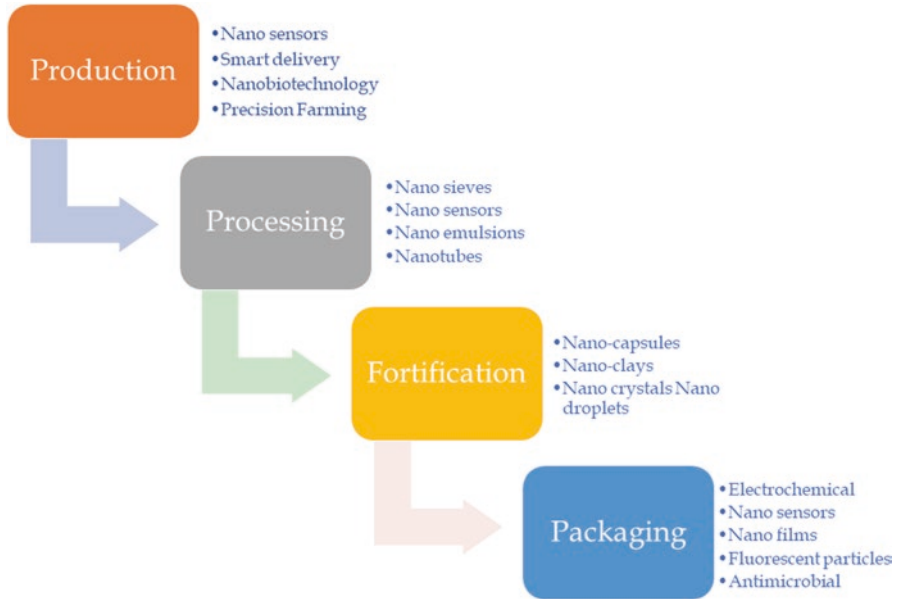 Production
•Nano sensors
•Smart delivery
•Nanobiotechnology
•Precision Farming
Processing
•Nano sieves
•Nano sensors
•Nano emulsions
•Nanotubes
Fortification
•Nano-capsules
•Nano-clays
•Nano crystals Nano
droplets
Packaging
•Electrochemical
•Nano sensors
•Nano films
•Fluorescent particles
•Antimicrobial